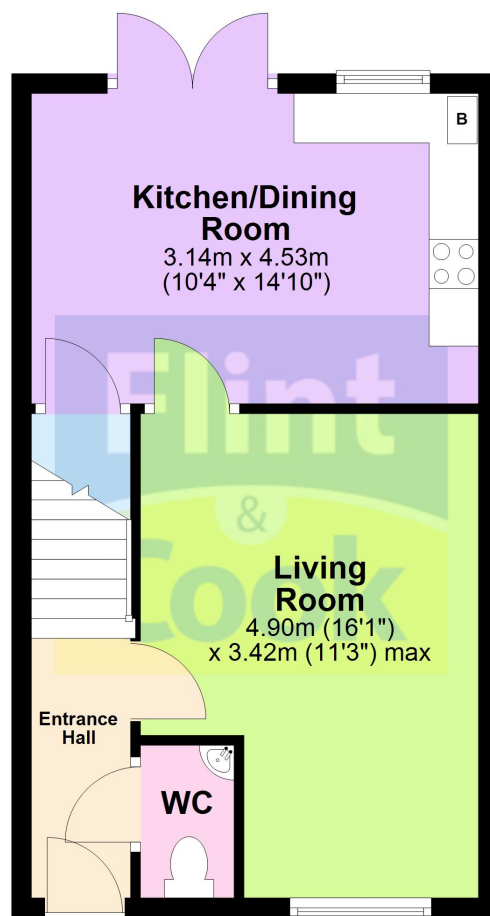 B
Kitchen/Dining
Room
3.14m x 4.53m
(10'4" x 14'10")
Flint
&
Cook
Living
Room
4.90m (16'1")
x 3.42m (11'3") max
Entrance
Hall
WC